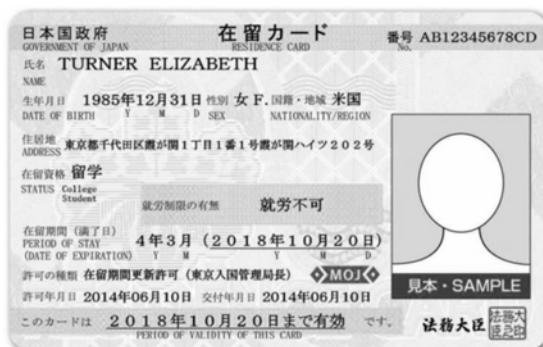 日本国政府 在留カード 番号 AB12345678CD
GOVERNMENT OF JAPAN RESIDENCE CARD No.
氏名 TURNER ELIZABETH
NAME
生年月日 1985年12月31日 性別 女 F. 国籍・地域 米国
DATE OF BIRTH Y M D SEX NATIONALITY/REGION
住居地 東京都千代田区霞が関1丁目1番1号霞が関ハイツ202号
ADDRESS
在留資格 留学
STATUS College Student
就労制限の有無 就労不可
在留期間(満了日) 4年3月(2018年10月20日)
PERIOD OF STAY
(DATE OF EXPIRATION) Y M Y M D
許可の種類 在留期間更新許可(東京入国管理局長) MOJ
見本・SAMPLE
許可年月日 2014年06月10日 交付年月日 2014年06月10日
このカードは 2018年10月20日まで有効 です。
PERIOD OF VALIDITY OF THIS CARD
法務大臣